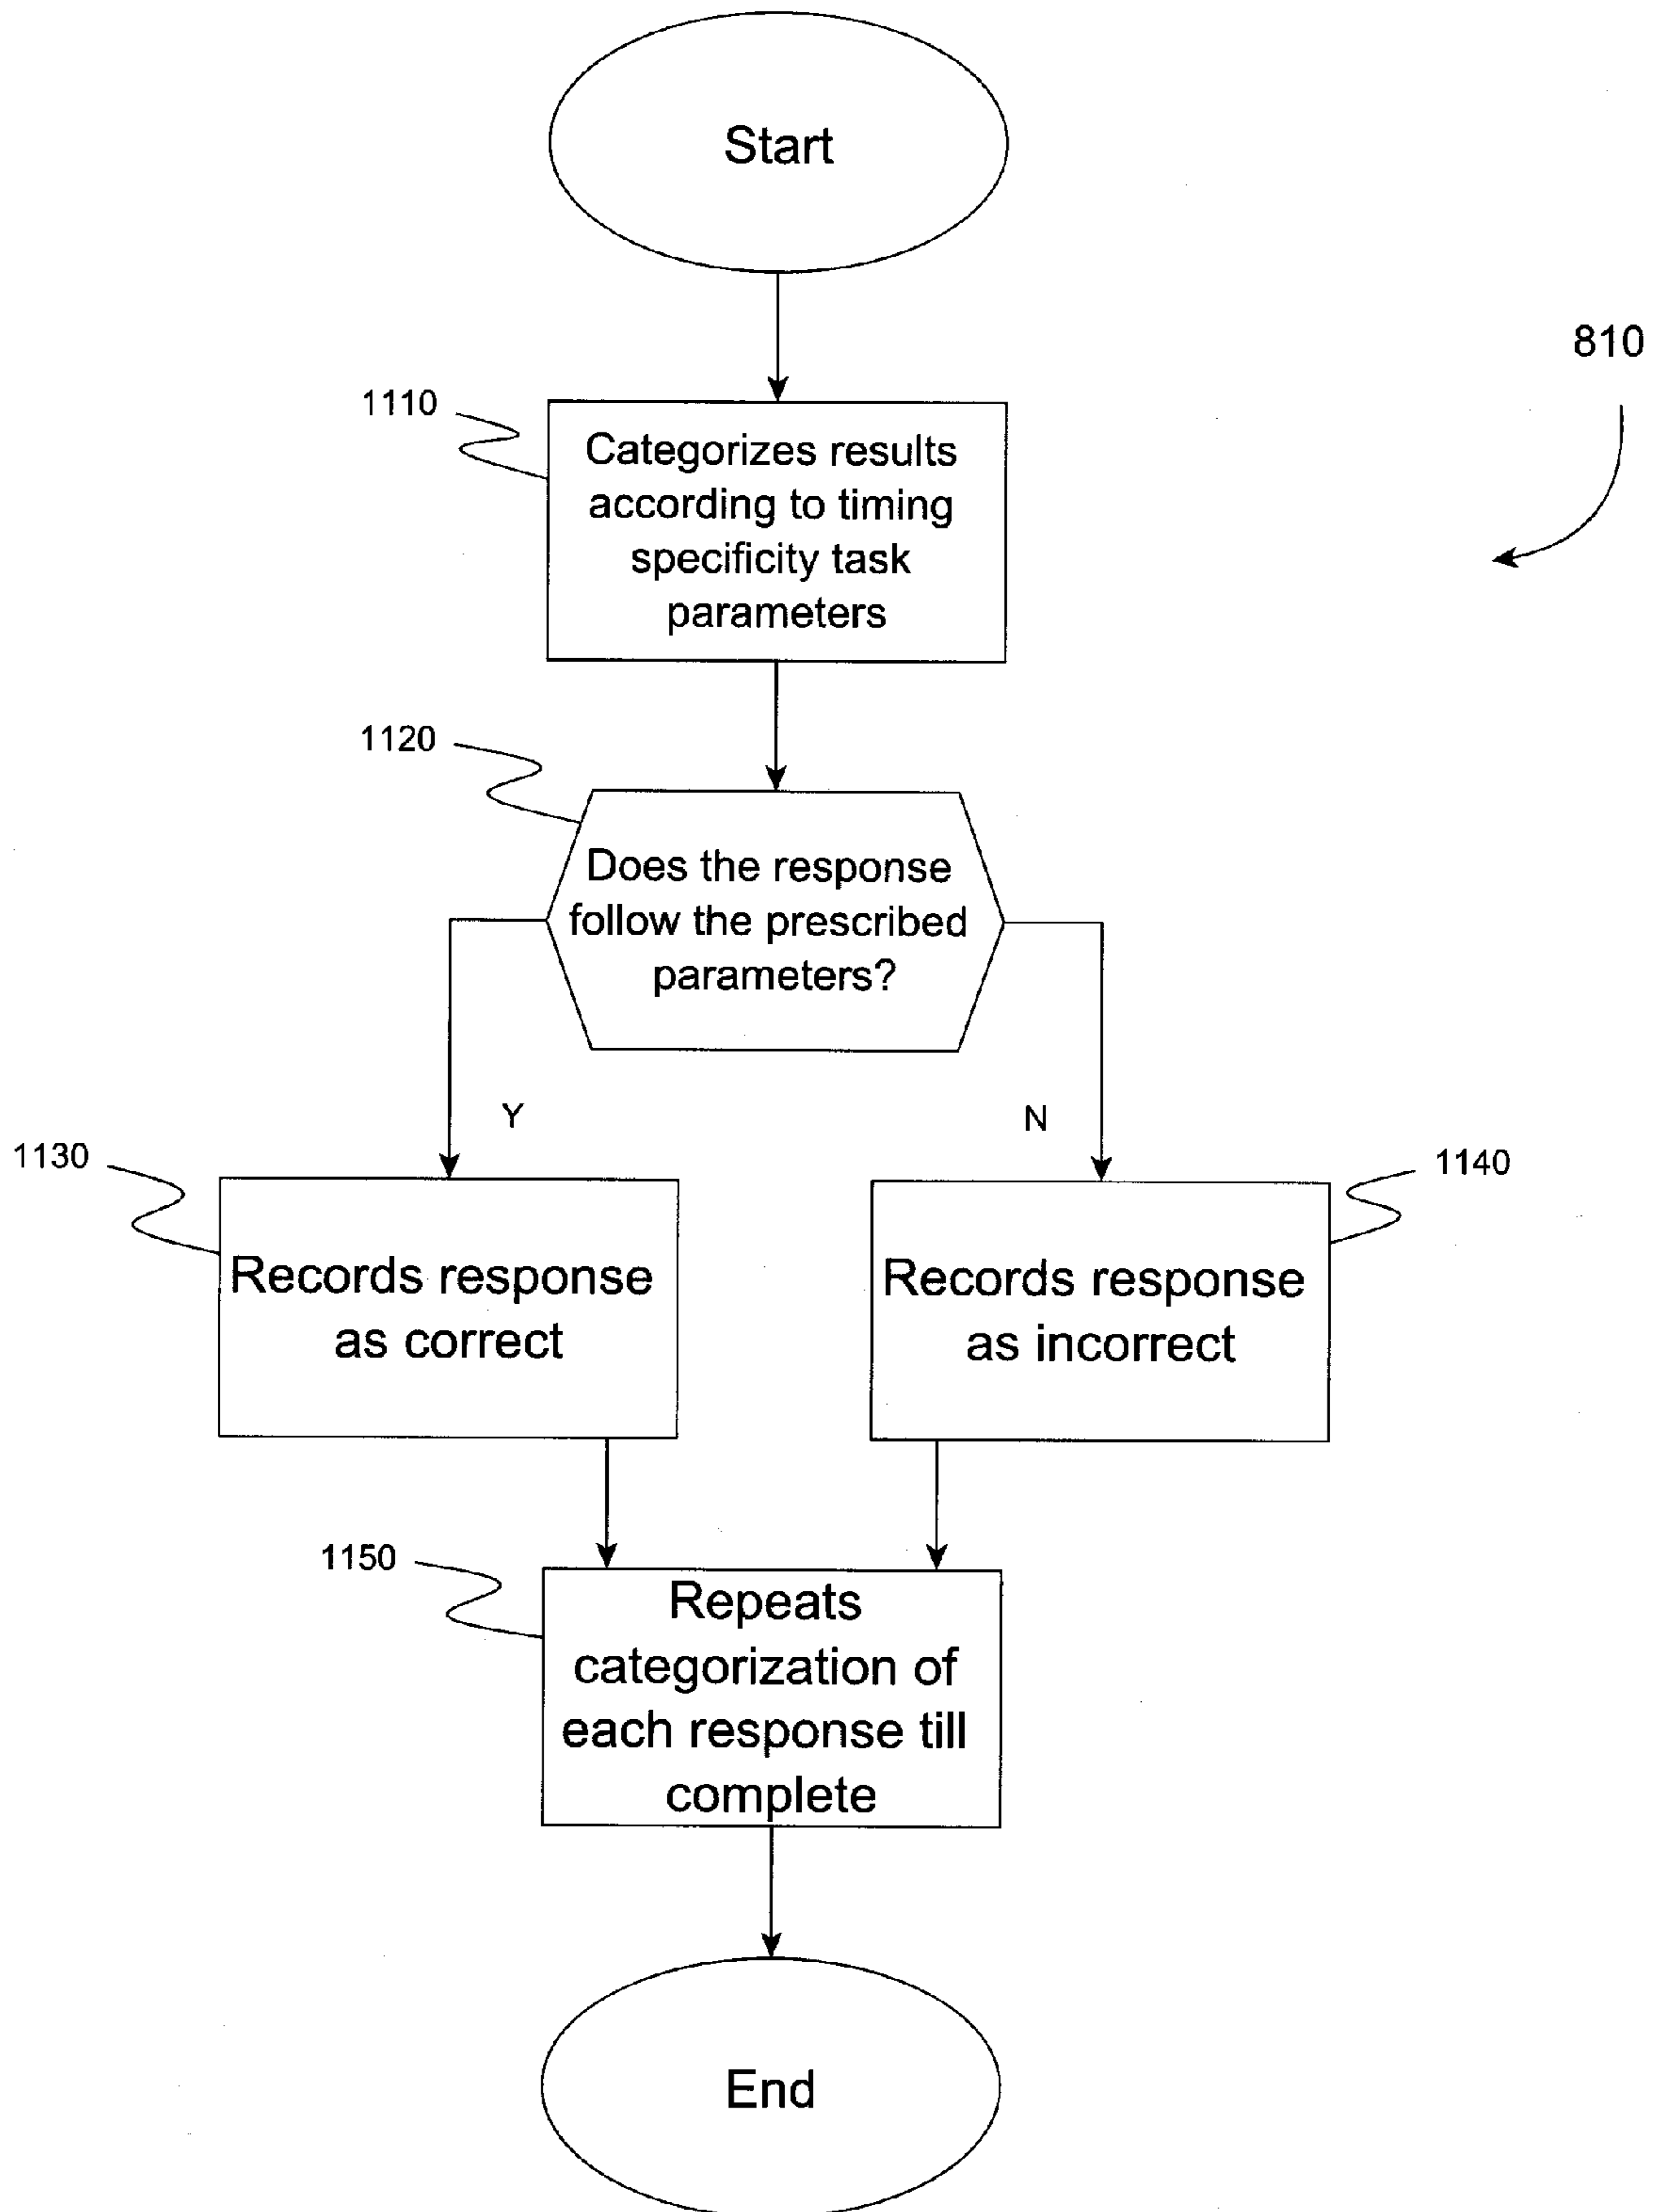 Start
810
1110
Categorizes results
according to timing
specificity task
parameters
1120
Does the response
follow the prescribed
parameters?
Y
N
1130
1140
Records response
as correct
Records response
as incorrect
1150
Repeats
categorization of
each response till
complete
End